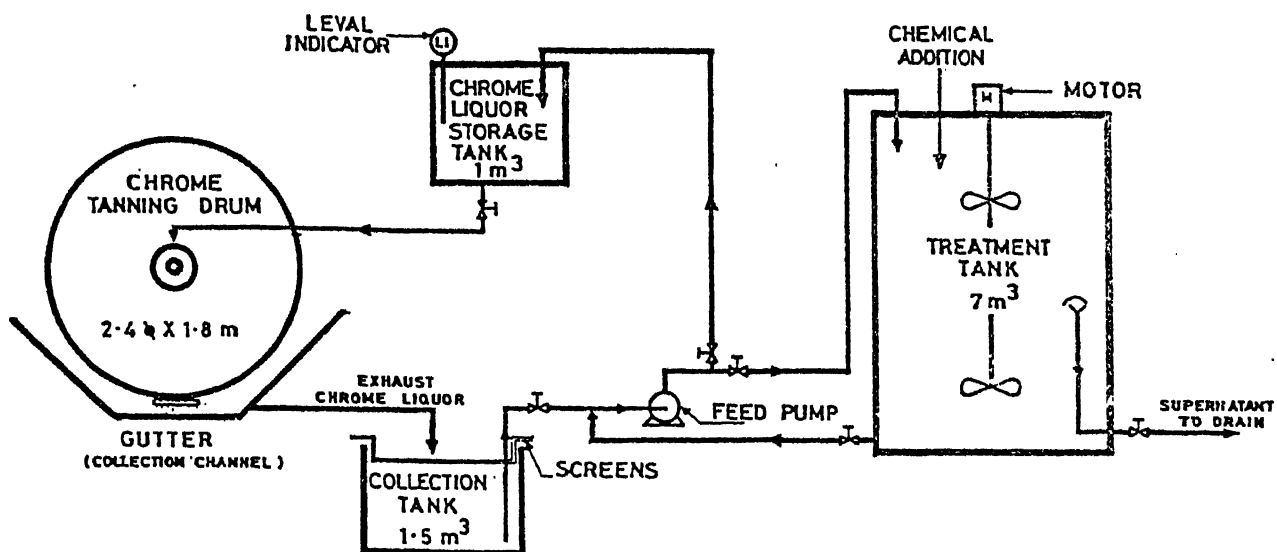 LEVAL
INDICATOR
LI
CHROME
LIQUOR
STORAGE
TANK
1 m³
CHEMICAL
ADDITION
MOTOR
M
CHROME
TANNING DRUM
2·4 ϕ X 1·8 m
TREATMENT
TANK
7 m³
EXHAUST
CHROME LIQUOR
FEED PUMP
SUPERNATANT
TO DRAIN
GUTTER
(COLLECTION CHANNEL)
SCREENS
COLLECTION
TANK
1·5 m³